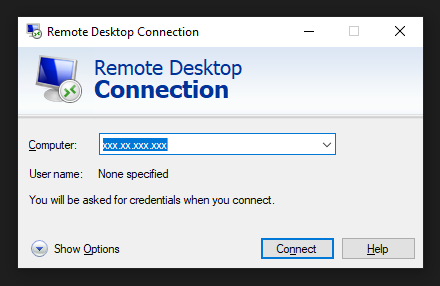 Remote Desktop Connection
Remote Desktop
Connection
Computer: xxx.xx.xxx.xxx
User name: None specified
You will be asked for credentials when you connect.
Show Options Connect Help